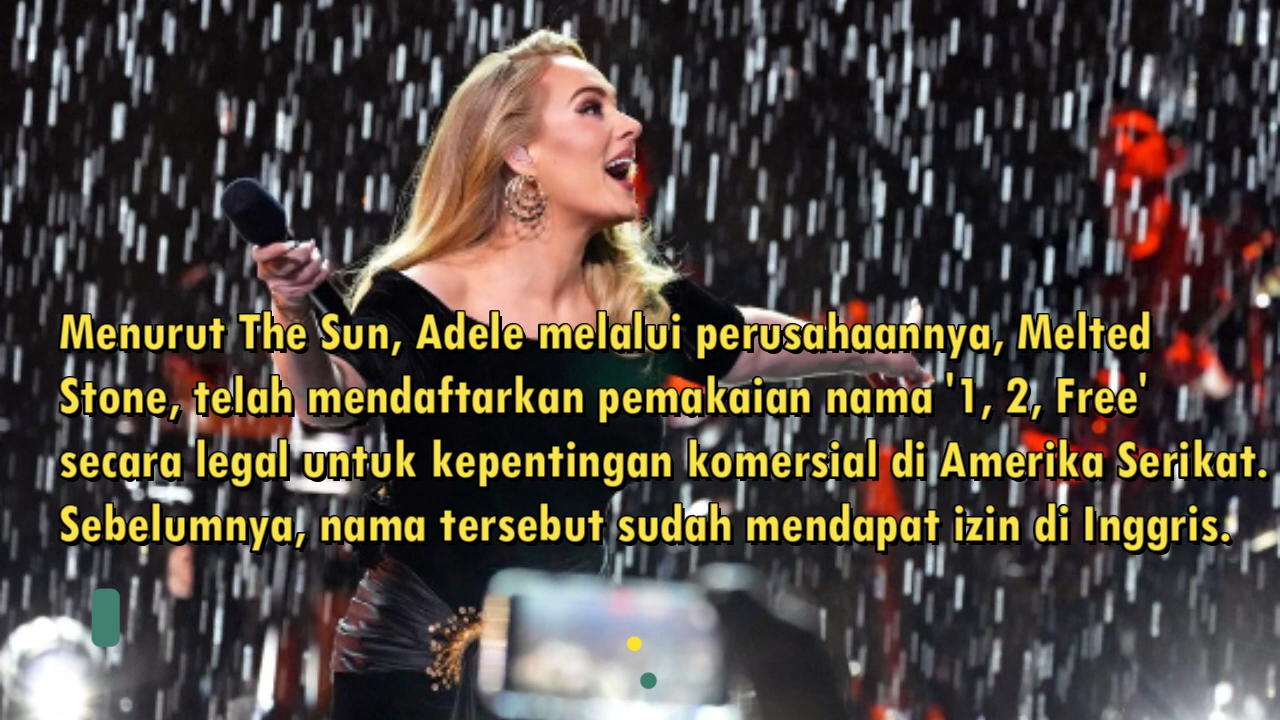 Menurut The Sun, Adele melalui perusahaannya, Melted
Stone, telah mendaftarkan pemakaian nama '1, 2, Free'
secara legal untuk kepentingan komersial di Amerika Serikat.
Sebelumnya, nama tersebut sudah mendapat izin di Inggris.